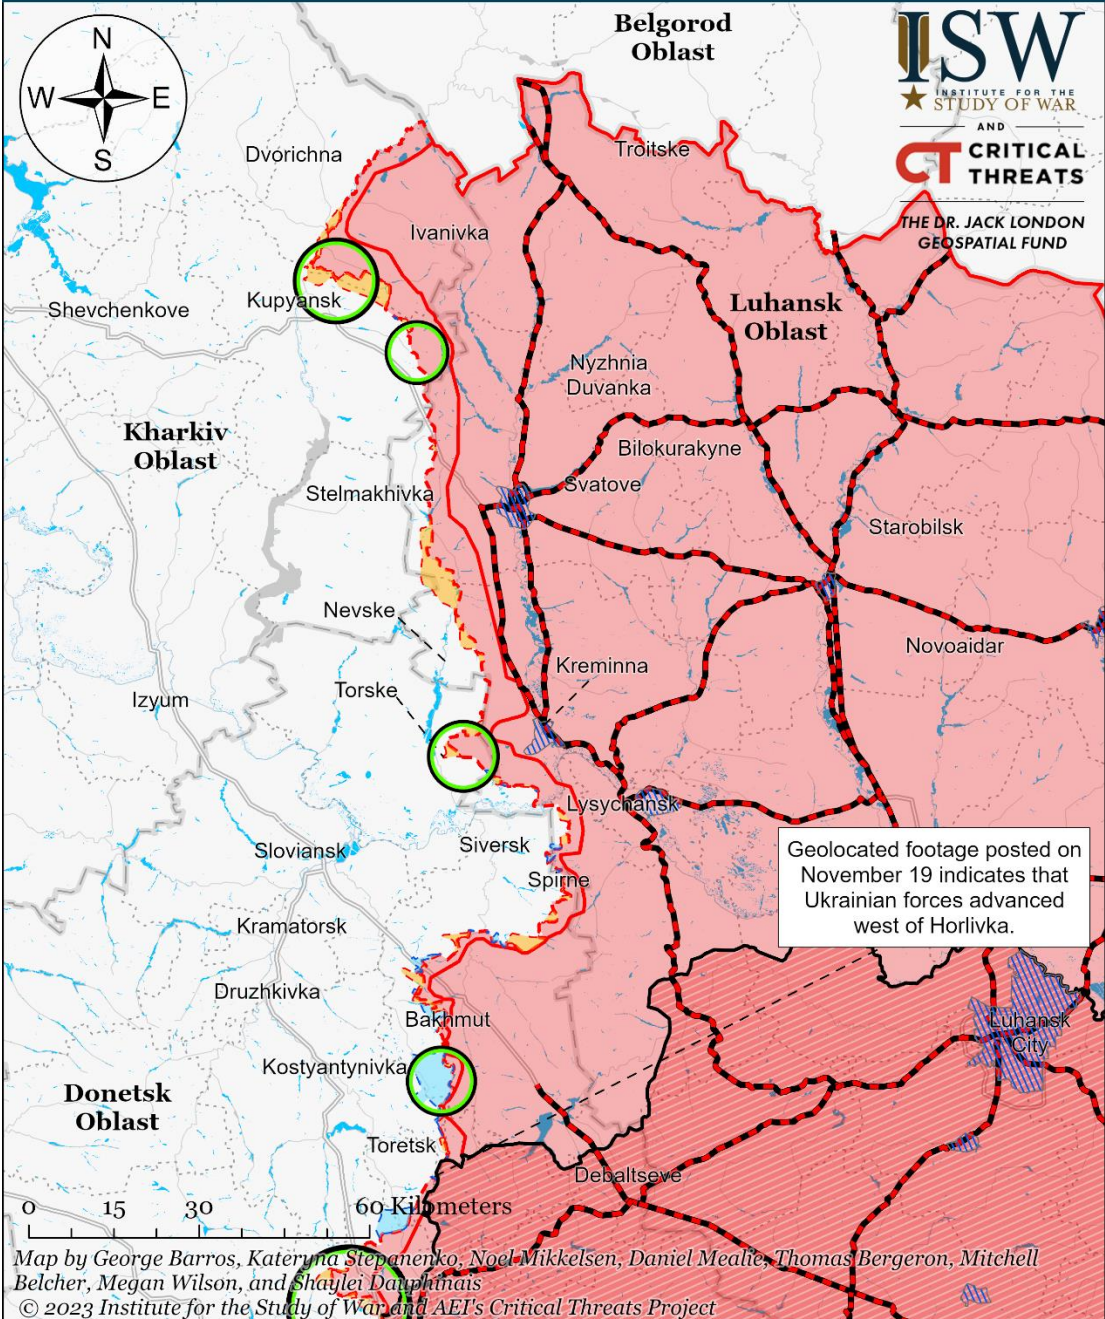 Belgorod
Oblast
ISW
INSTITUTE FOR THE
STUDY OF WAR
AND
CT CRITICAL
THREATS
THE DR. JACK LONDON
GEOSPATIAL FUND
N
W
E
S
Dvorichna
Troitske
Ivanivka
Shevchenkove
Kupyansk
Luhansk
Oblast
Nyzhnia
Duvanka
Kharkiv
Oblast
Bilokurakyne
Stelmakhivka
Svatove
Starobilsk
Nevske
Novoaidar
Kreminna
Torske
Izyum
Lysychansk
Sloviansk
Siversk
Geolocated footage posted on
November 19 indicates that
Ukrainian forces advanced
west of Horlivka.
Spirne
Kramatorsk
Druzhkivka
Bakhmut
Luhansk
City
Kostyantynivka
Donetsk
Oblast
Toretsk
Debaltseve
0 15 30 60 Kilometers
Map by George Barros, Kateryna Stepanenko, Noel Mikkelsen, Daniel Mealie, Thomas Bergeron, Mitchell
Belcher, Megan Wilson, and Shaylei Dauphinais
© 2023 Institute for the Study of War and AEI's Critical Threats Project